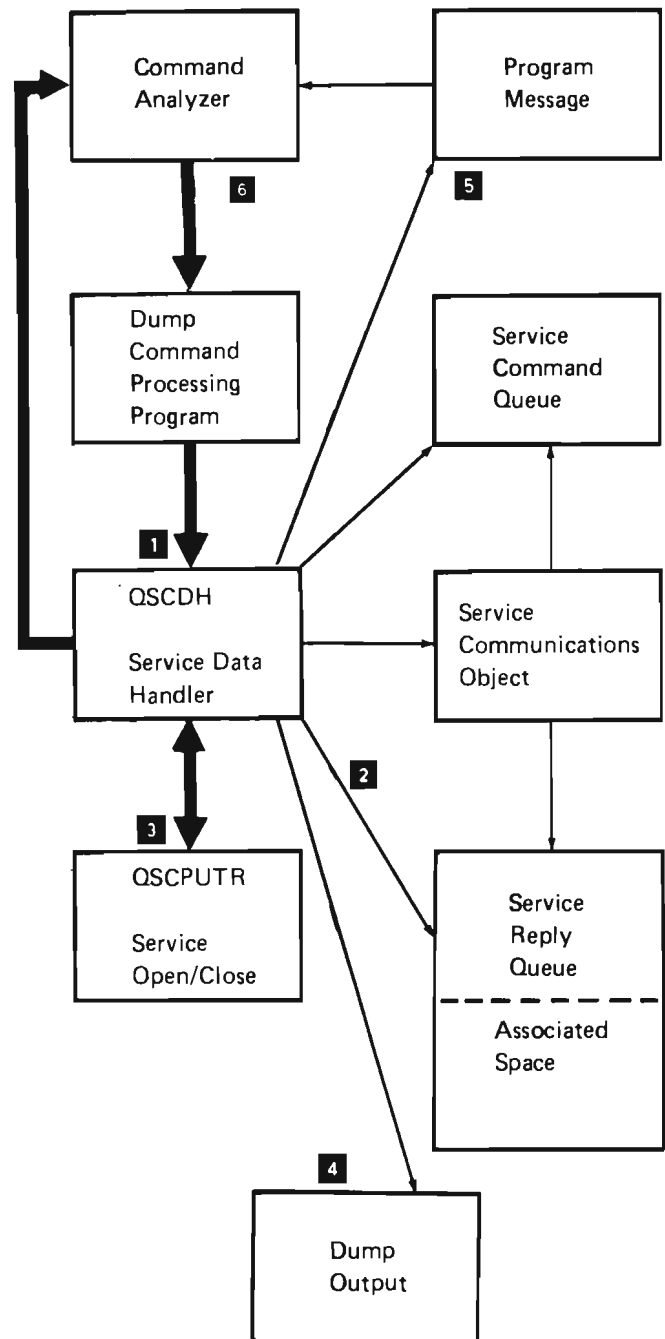 Command
Analyzer
Program
Message
6
5
Dump
Command
Processing
Program
Service
Command
Queue
1
QSCDH
Service Data
Handler
Service
Communications
Object
2
3
QSCPUTR
Service
Open/Close
Service
Reply
Queue
Associated
Space
4
Dump
Output